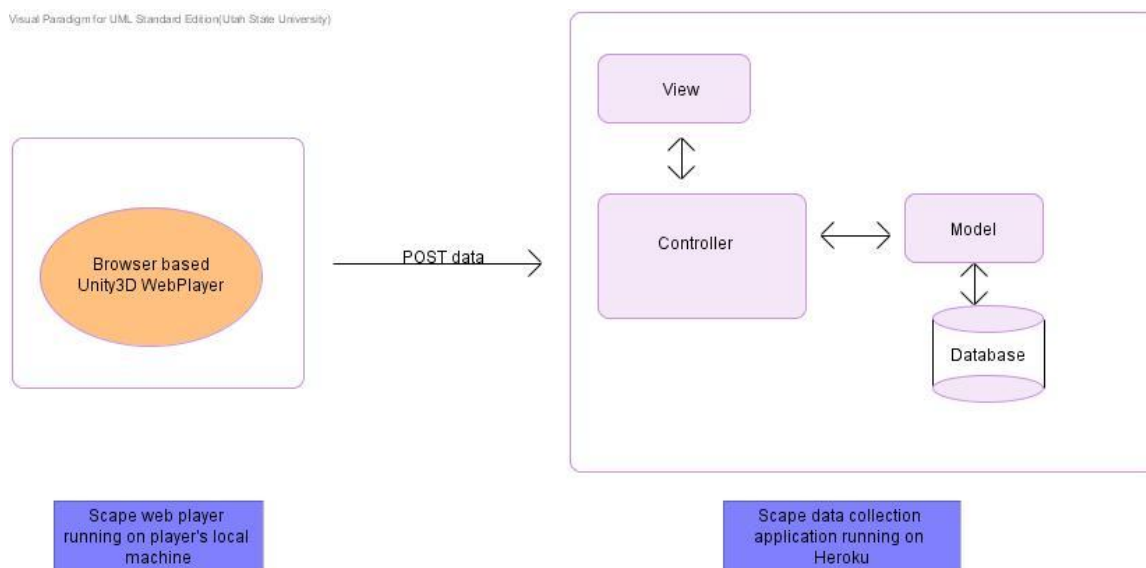 Visual Paradigm for UML Standard Edition(Utah State University)
View
Controller
Model
Database
Browser based
Unity3D WebPlayer
POST data
Scape web player
running on player's local
machine
Scape data collection
application running on
Heroku